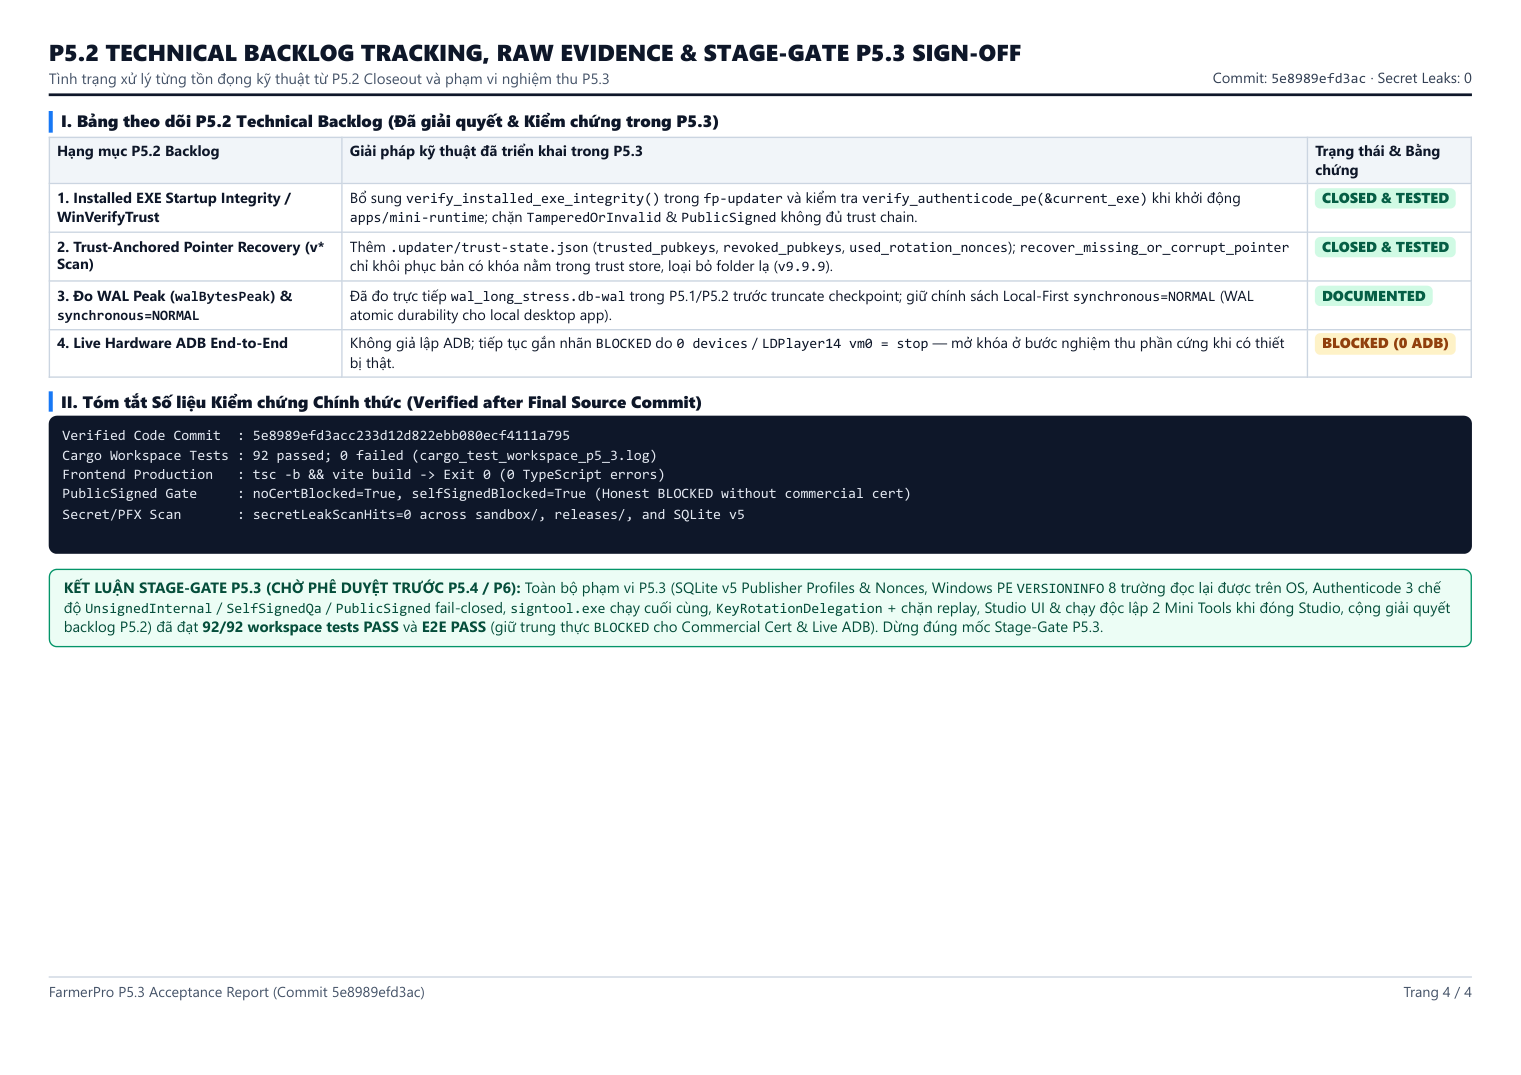 P5.2 TECHNICAL BACKLOG TRACKING, RAW EVIDENCE & STAGE-GATE P5.3 SIGN-OFF
Tình trạng xử lý từng tồn đọng kỹ thuật từ P5.2 Closeout và phạm vi nghiệm thu P5.3
Commit: 5e8989efd3ac · Secret Leaks: 0
I. Bảng theo dõi P5.2 Technical Backlog (Đã giải quyết & Kiểm chứng trong P5.3)
Hạng mục P5.2 Backlog
Giải pháp kỹ thuật đã triển khai trong P5.3
Trạng thái & Bằng
chứng
1. Installed EXE Startup Integrity /
WinVerifyTrust
Bổ sung verify_installed_exe_integrity() trong fp-updater và kiểm tra verify_authenticode_pe(&current_exe) khi khởi động
apps/mini-runtime; chặn TamperedOrInvalid & PublicSigned không đủ trust chain.
CLOSED & TESTED
2. Trust-Anchored Pointer Recovery (v*
Scan)
Thêm .updater/trust-state.json (trusted_pubkeys, revoked_pubkeys, used_rotation_nonces); recover_missing_or_corrupt_pointer
chỉ khôi phục bản có khóa nằm trong trust store, loại bỏ folder lạ (v9.9.9).
CLOSED & TESTED
3. Đo WAL Peak (walBytesPeak) &
synchronous=NORMAL
Đã đo trực tiếp wal_long_stress.db-wal trong P5.1/P5.2 trước truncate checkpoint; giữ chính sách Local-First synchronous=NORMAL (WAL
atomic durability cho local desktop app).
DOCUMENTED
4. Live Hardware ADB End-to-End
Không giả lập ADB; tiếp tục gắn nhãn BLOCKED do 0 devices / LDPlayer14 vm0 = stop — mở khóa ở bước nghiệm thu phần cứng khi có thiết
bị thật.
BLOCKED (0 ADB)
II. Tóm tắt Số liệu Kiểm chứng Chính thức (Verified after Final Source Commit)
Verified Code Commit : 5e8989efd3acc233d12d822ebb080ecf4111a795
Cargo Workspace Tests : 92 passed; 0 failed (cargo_test_workspace_p5_3.log)
Frontend Production : tsc -b && vite build -> Exit 0 (0 TypeScript errors)
PublicSigned Gate : noCertBlocked=True, selfSignedBlocked=True (Honest BLOCKED without commercial cert)
Secret/PFX Scan : secretLeakScanHits=0 across sandbox/, releases/, and SQLite v5
KẾT LUẬN STAGE-GATE P5.3 (CHỜ PHÊ DUYỆT TRƯỚC P5.4 / P6): Toàn bộ phạm vi P5.3 (SQLite v5 Publisher Profiles & Nonces, Windows PE VERSIONINFO 8 trường đọc lại được trên OS, Authenticode 3 chế
độ UnsignedInternal / SelfSignedQa / PublicSigned fail-closed, signtool.exe chạy cuối cùng, KeyRotationDelegation + chặn replay, Studio UI & chạy độc lập 2 Mini Tools khi đóng Studio, cộng giải quyết
backlog P5.2) đã đạt 92/92 workspace tests PASS và E2E PASS (giữ trung thực BLOCKED cho Commercial Cert & Live ADB). Dừng đúng mốc Stage-Gate P5.3.
FarmerPro P5.3 Acceptance Report (Commit 5e8989efd3ac)
Trang 4 / 4